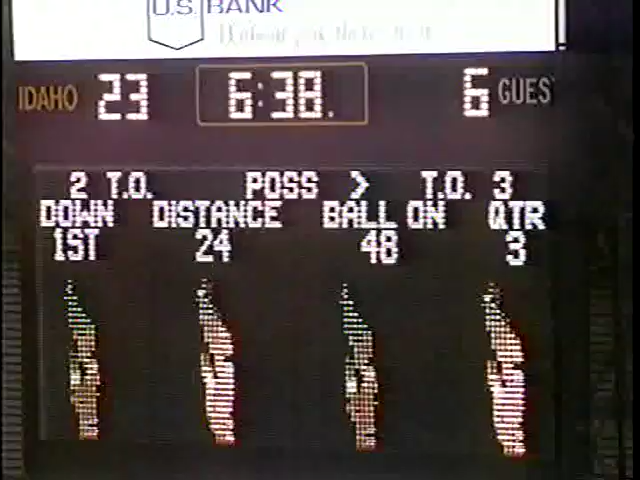 U.S. BANK
IDAHO 23 6:38. 6 GUES
2 T.O. POSS > T.O. 3
DOWN DISTANCE BALL ON QTR
1ST 24 48 3